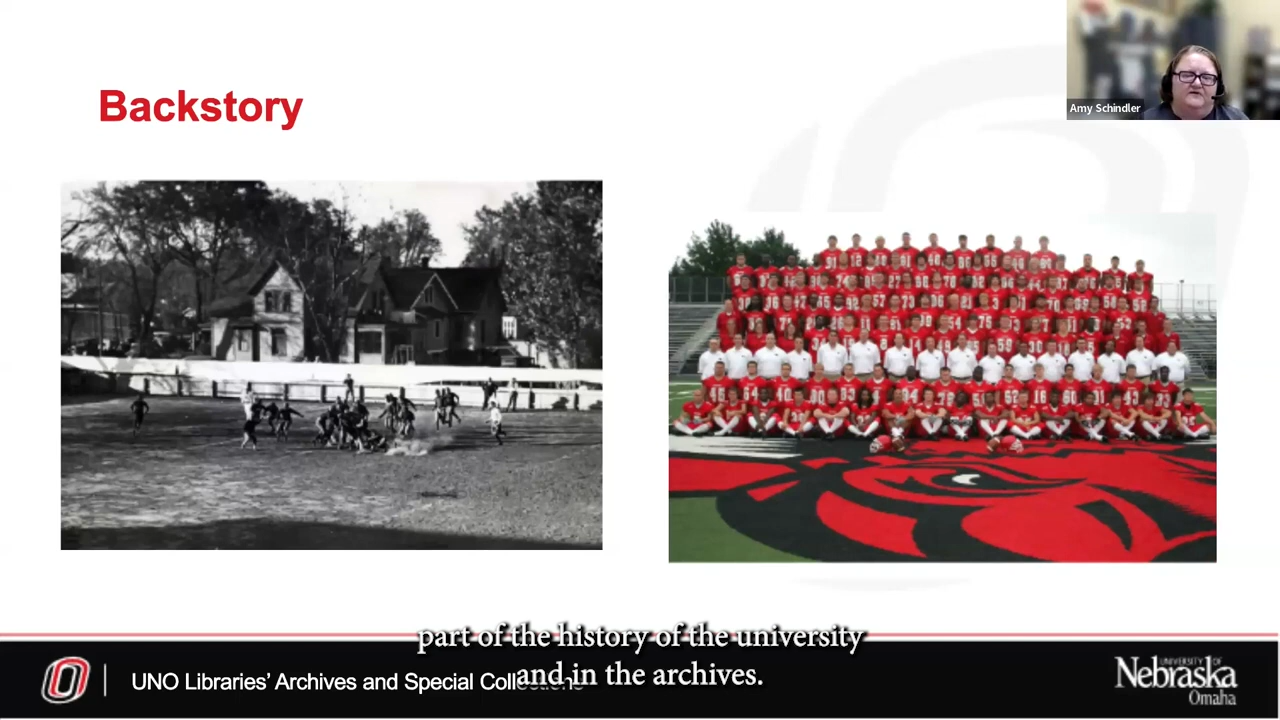 Backstory
Amy Schindler
part of the history of the university
and in the archives.
UNO Libraries' Archives and Special Collections
UNIVERSITY OF
Nebraska
Omaha